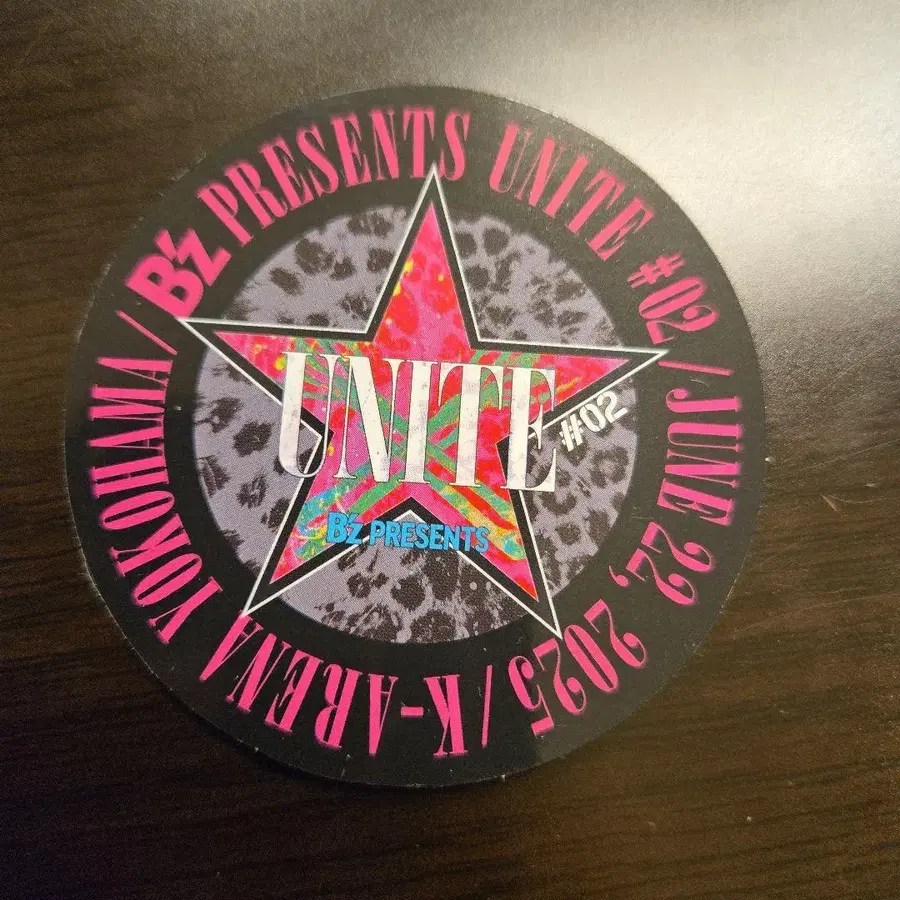 B'z PRESENTS UNITE #02 / JUNE 22, 2025 / K-ARENA YOKOHAMA /
UNITE
#02
B'z PRESENTS